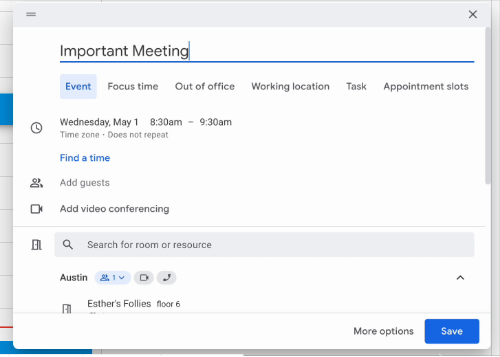 Important Meeting
Event Focus time Out of office Working location Task Appointment slots
Wednesday, May 1 8:30am – 9:30am
Time zone · Does not repeat
Find a time
Add guests
Add video conferencing
Search for room or resource
Austin 1
Esther's Follies floor 6
More options Save